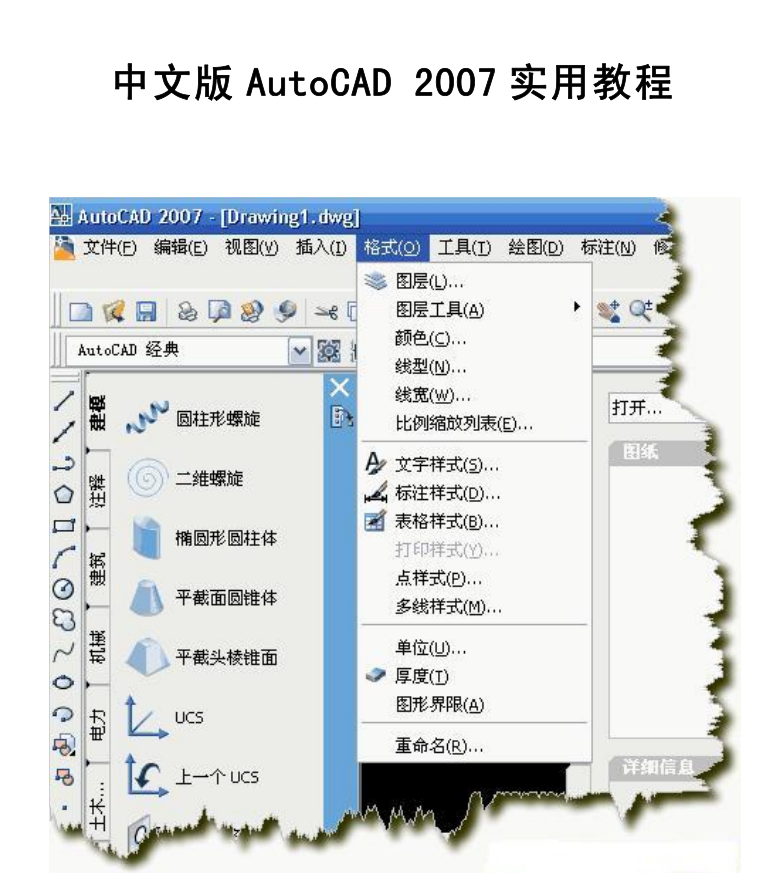 中文版 AutoCAD 2007 实用教程
AutoCAD 2007 - [Drawing1.dwg]
文件(F) 编辑(E) 视图(V) 插入(I) 格式(O) 工具(T) 绘图(D) 标注(N) 修
图层(L)...
图层工具(A)
颜色(C)...
线型(N)...
线宽(W)...
比例缩放列表(E)...
文字样式(S)...
标注样式(D)...
表格样式(B)...
打印样式(Y)...
点样式(P)...
多线样式(M)...
单位(U)...
厚度(T)
图形界限(A)
重命名(R)...
AutoCAD 经典
建模
注释
建筑
机械
电力
土木...
圆柱形螺旋
二维螺旋
椭圆形圆柱体
平截面圆锥体
平截头棱锥面
UCS
上一个 UCS
打开...
图纸
详细信息